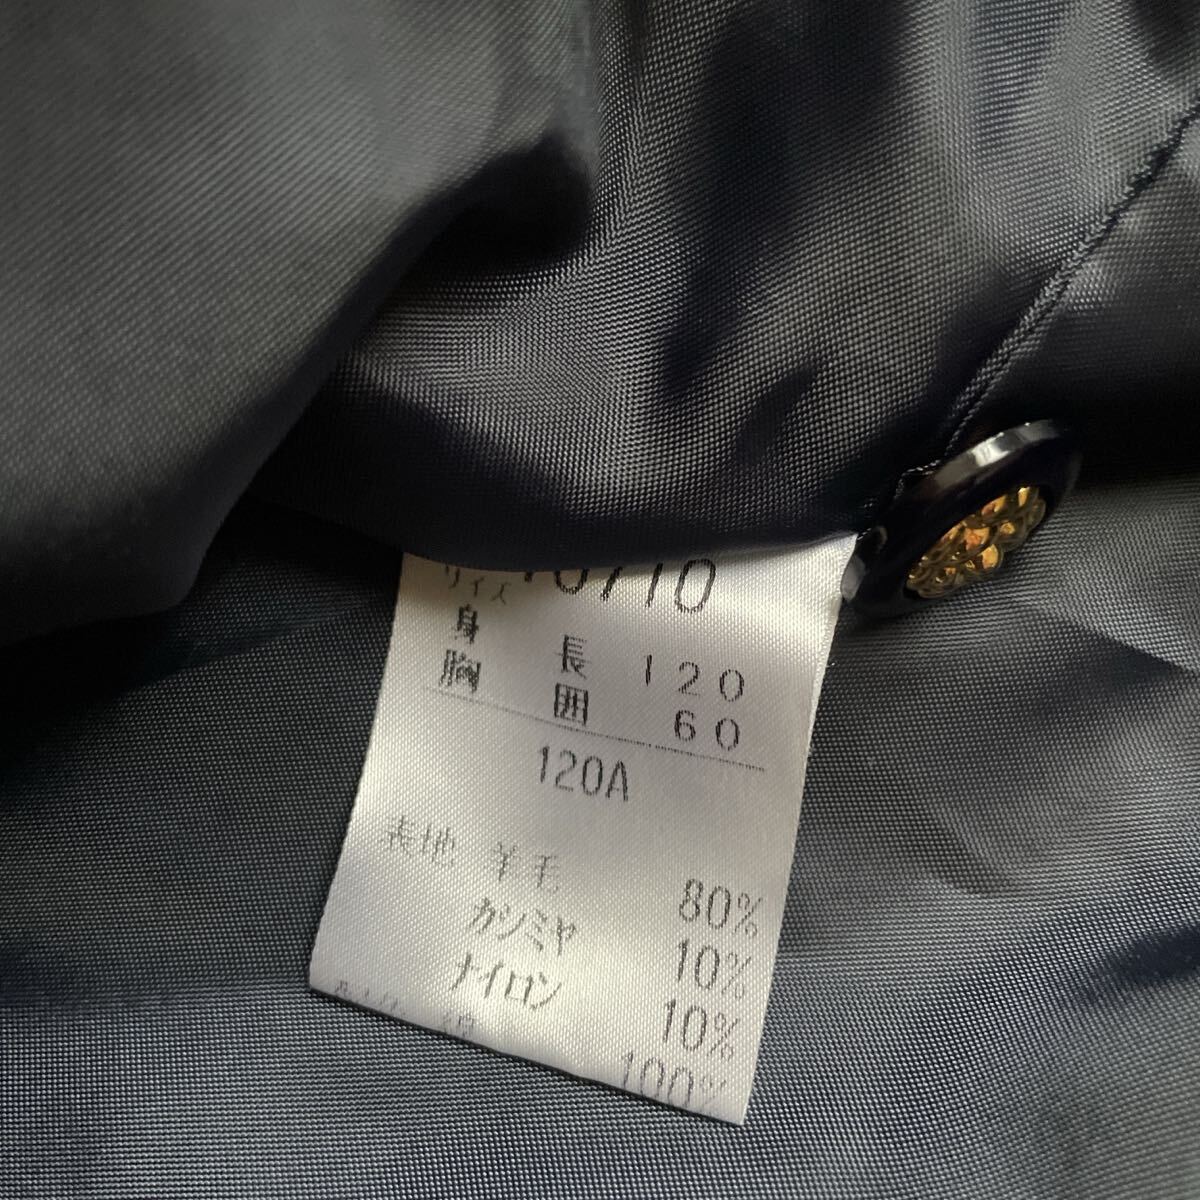 サイズ
身長 120
胸囲 60
120A
表地 羊毛 80%
カシミヤ 10%
ナイロン 10%
綿 100%